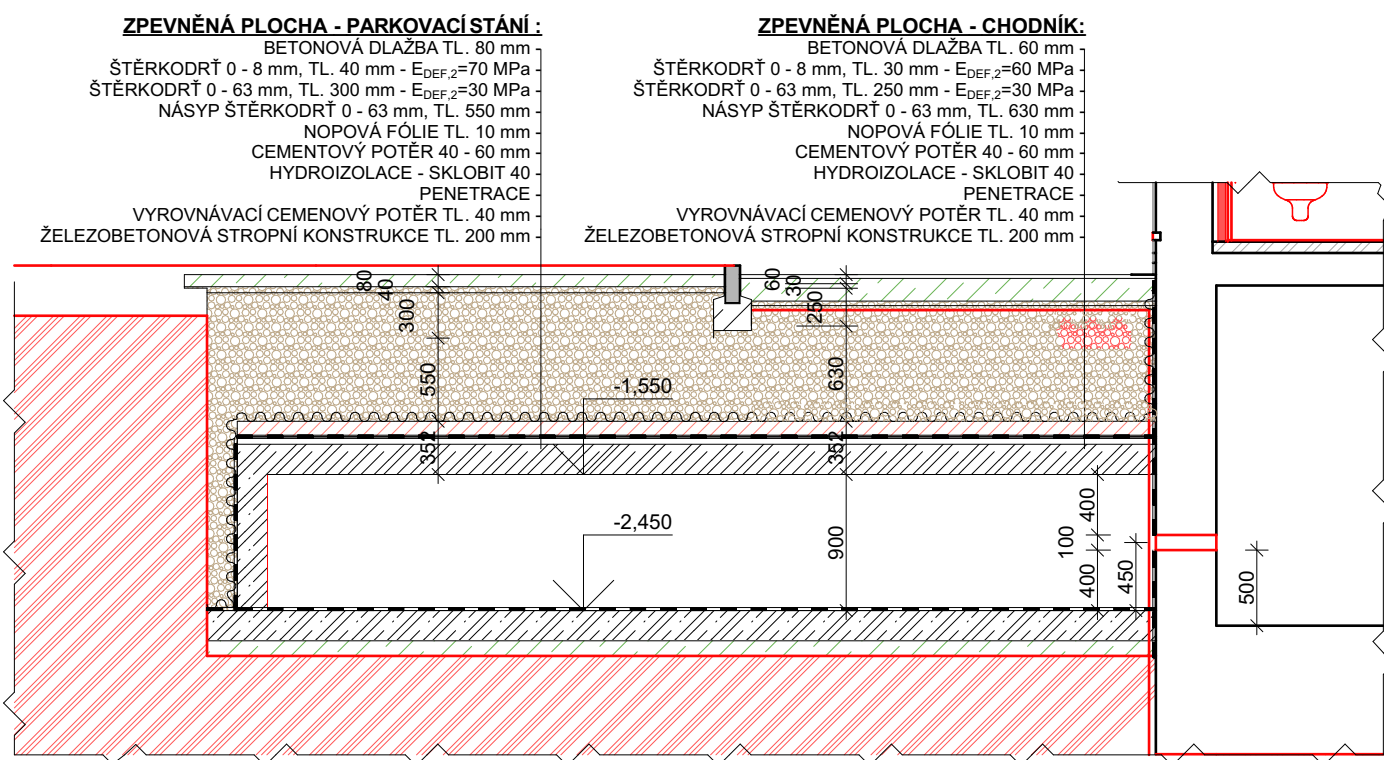 ZPEVNĚNÁ PLOCHA - PARKOVACÍ STÁNÍ :
BETONOVÁ DLAŽBA TL. 80 mm
ŠTĚRKODRŤ 0 - 8 mm, TL. 40 mm - EDEF,2=70 MPa
ŠTĚRKODRŤ 0 - 63 mm, TL. 300 mm - EDEF,2=30 MPa
NÁSYP ŠTĚRKODRŤ 0 - 63 mm, TL. 550 mm
NOPOVÁ FÓLIE TL. 10 mm
CEMENTOVÝ POTĚR 40 - 60 mm
HYDROIZOLACE - SKLOBIT 40
PENETRACE
VYROVNÁVACÍ CEMENOVÝ POTĚR TL. 40 mm
ŽELEZOBETONOVÁ STROPNÍ KONSTRUKCE TL. 200 mm
ZPEVNĚNÁ PLOCHA - CHODNÍK:
BETONOVÁ DLAŽBA TL. 60 mm
ŠTĚRKODRŤ 0 - 8 mm, TL. 30 mm - EDEF,2=60 MPa
ŠTĚRKODRŤ 0 - 63 mm, TL. 250 mm - EDEF,2=30 MPa
NÁSYP ŠTĚRKODRŤ 0 - 63 mm, TL. 630 mm
NOPOVÁ FÓLIE TL. 10 mm
CEMENTOVÝ POTĚR 40 - 60 mm
HYDROIZOLACE - SKLOBIT 40
PENETRACE
VYROVNÁVACÍ CEMENOVÝ POTĚR TL. 40 mm
ŽELEZOBETONOVÁ STROPNÍ KONSTRUKCE TL. 200 mm
80
40
300
550
352
60
30
250
630
352
900
-1,550
-2,450
400
100
400
450
500